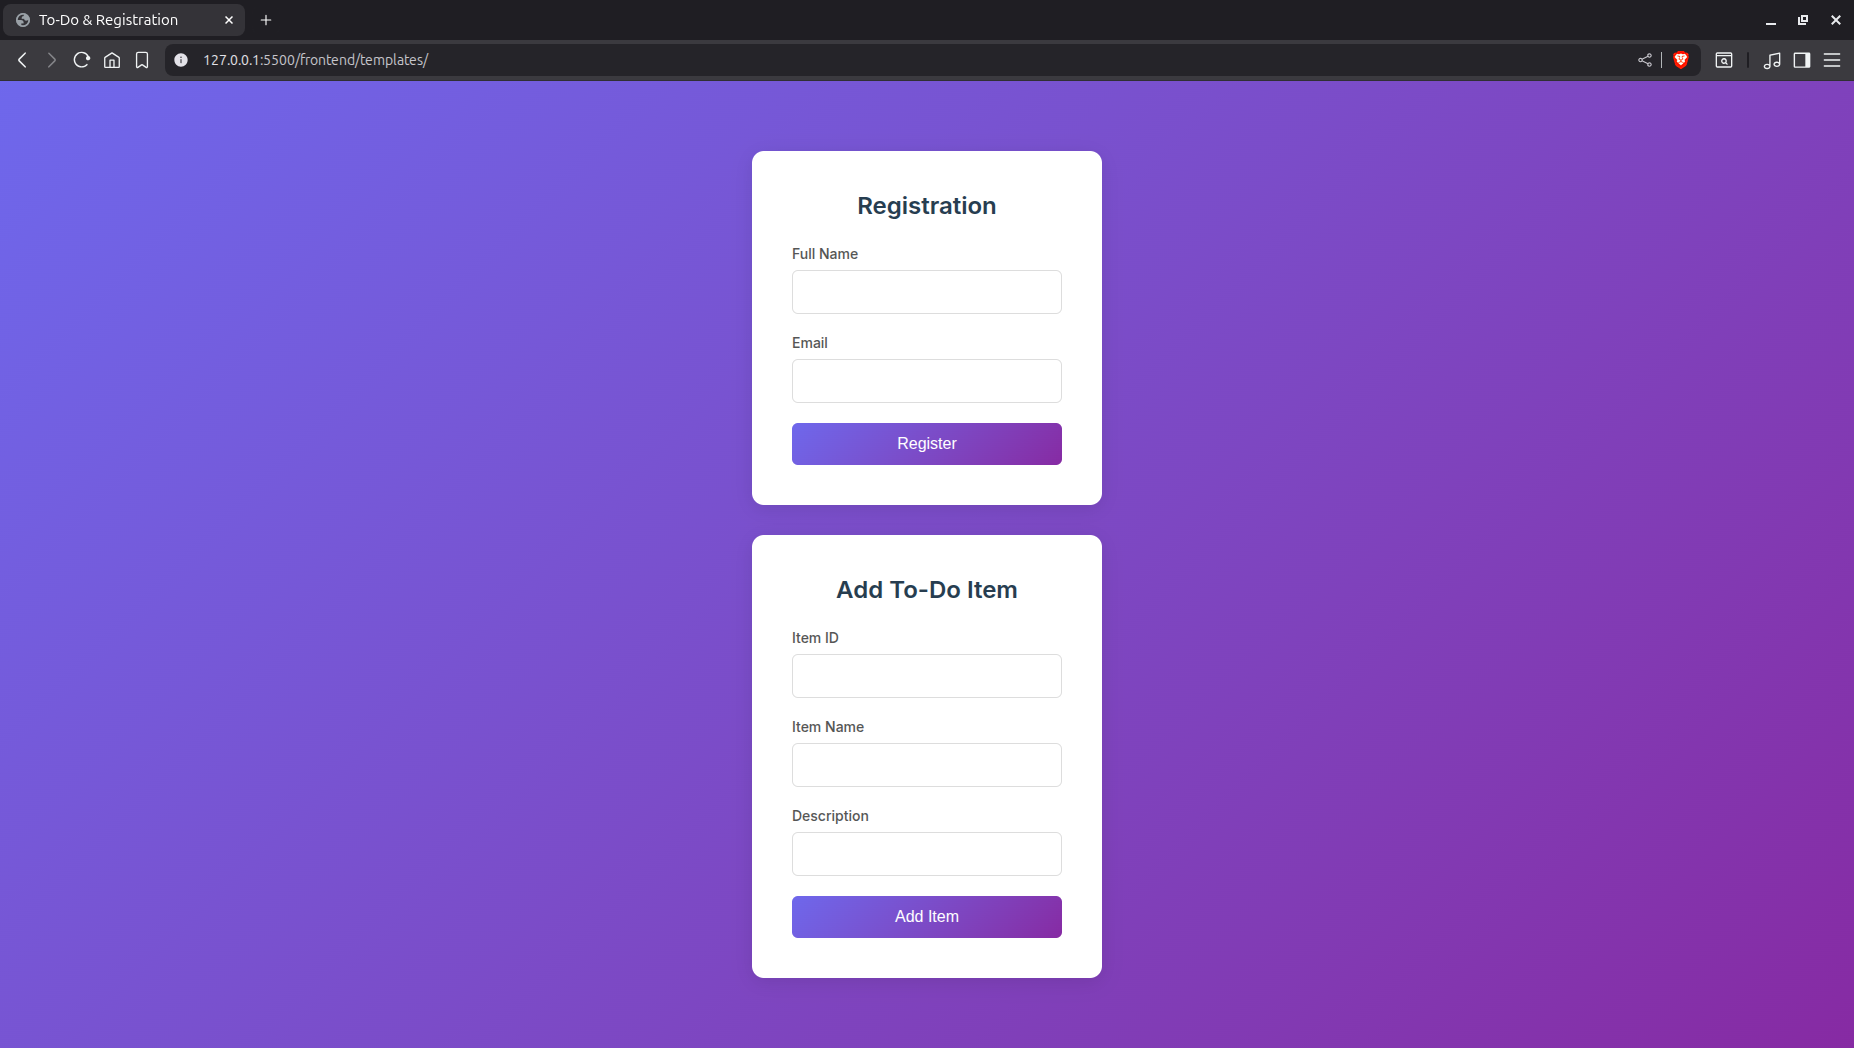 To-Do & Registration
127.0.0.1:5500/frontend/templates/
Registration
Full Name
Email
Register
Add To-Do Item
Item ID
Item Name
Description
Add Item